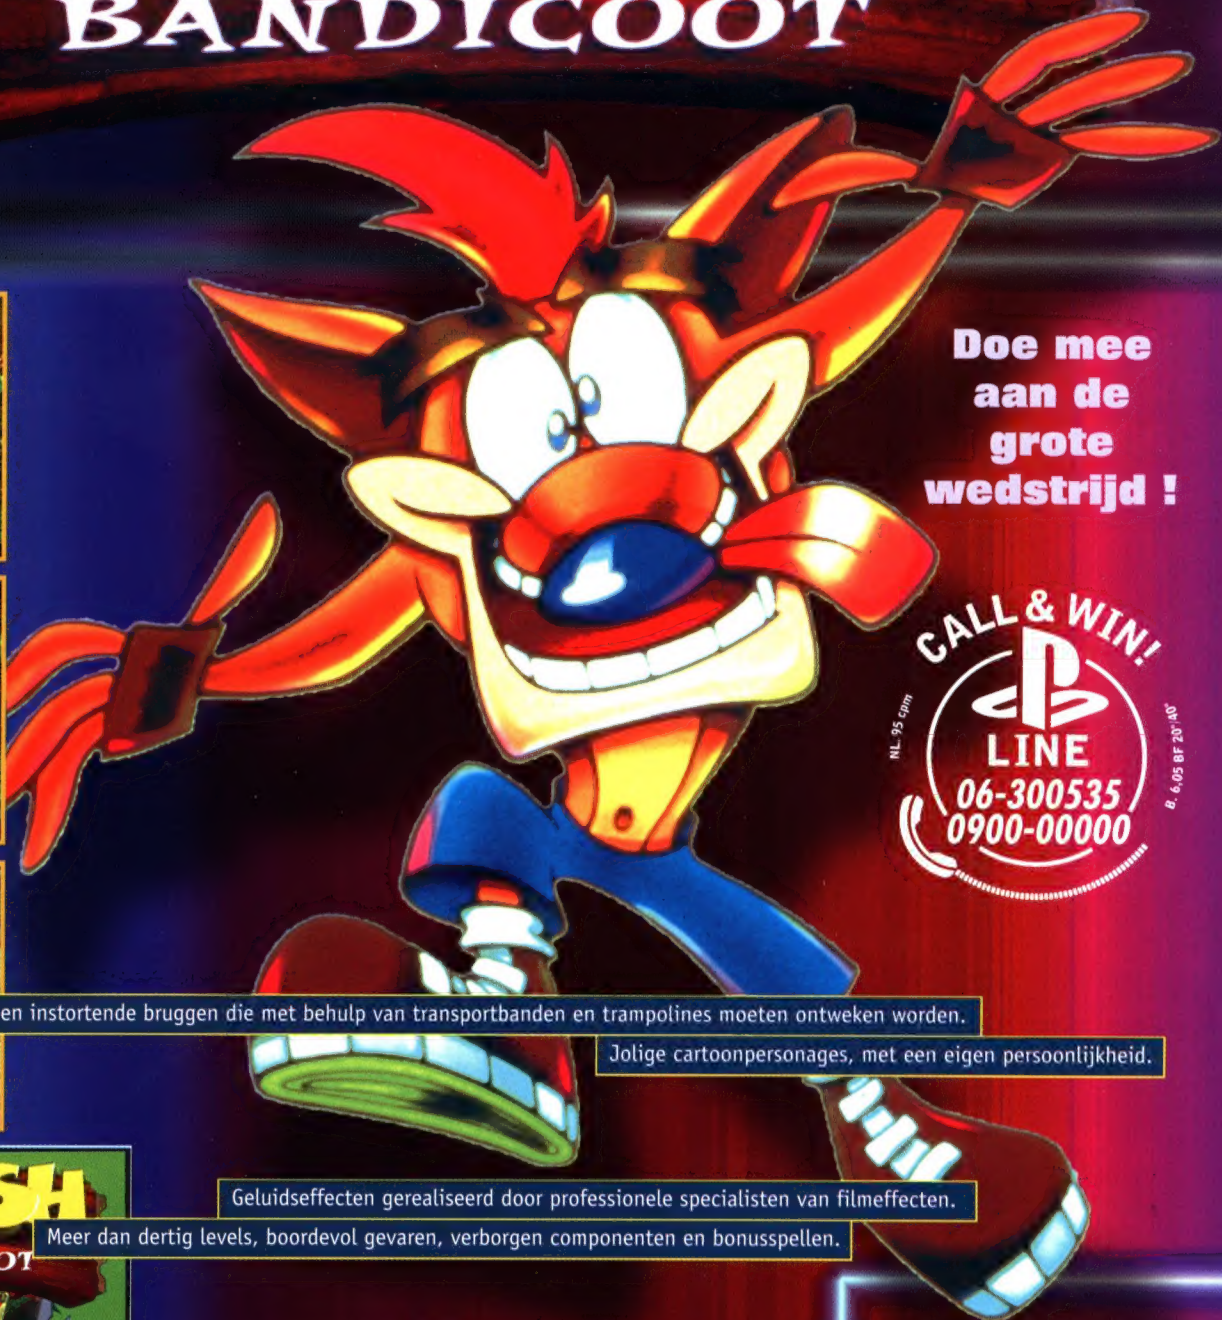 BANDICOOT
Doe mee
aan de
grote
wedstrijd !
CALL & WIN!
NL. 95 cpm
B. 6,05 BF 20"/40"
LINE
06-300535
0900-00000
en instortende bruggen die met behulp van transportbanden en trampolines moeten ontweken worden.
Jolige cartoonpersonages, met een eigen persoonlijkheid.
Geluidseffecten gerealiseerd door professionele specialisten van filmeffecten.
Meer dan dertig levels, boordevol gevaren, verborgen componenten en bonusspellen.
SH
OT